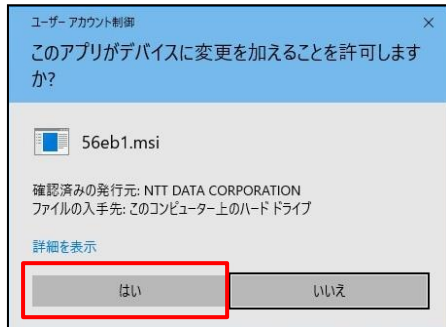 ユーザー アカウント制御
このアプリがデバイスに変更を加えることを許可します
か?
56eb1.msi
確認済みの発行元: NTT DATA CORPORATION
ファイルの入手先: このコンピューター上のハード ドライブ
詳細を表示
はい
いいえ